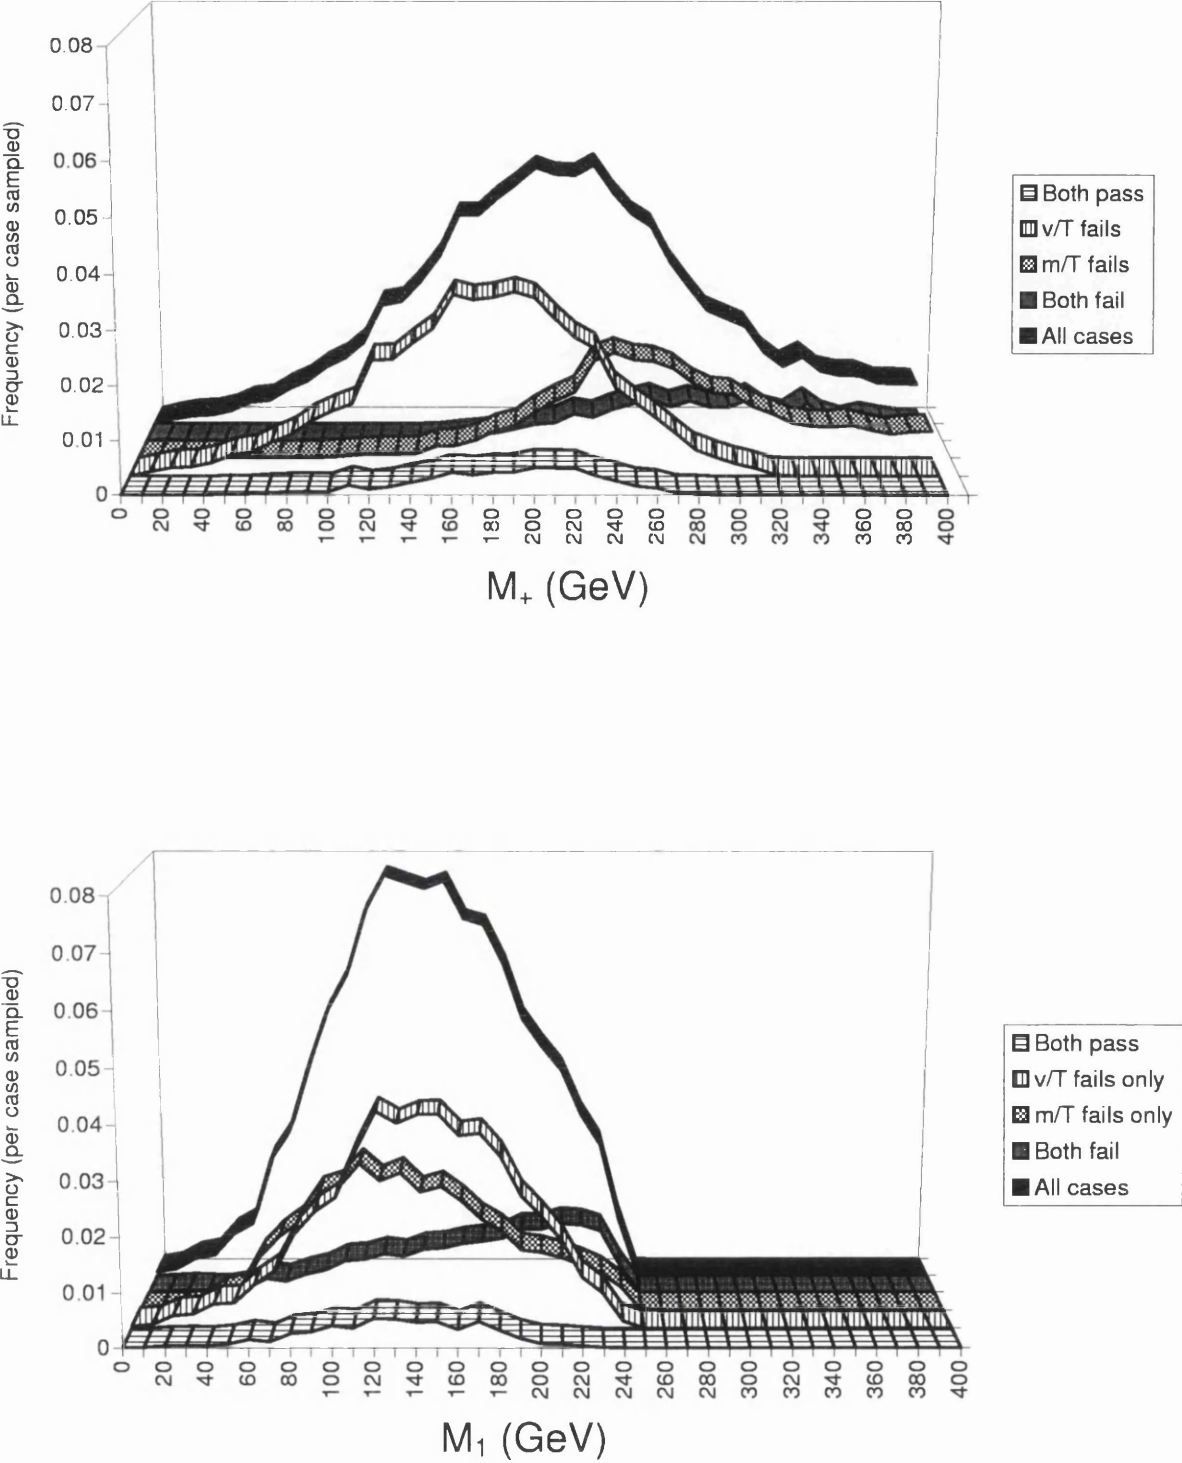 Frequency (per case sampled)
0.08
0.07
0.06
0.05
0.04
0.03
0.02
0.01
0
0 20 40 60 80 100 120 140 160 180 200 220 240 260 280 300 320 340 360 380 400
M+ (GeV)
Both pass
v/T fails
m/T fails
Both fail
All cases
Frequency (per case sampled)
0.08
0.07
0.06
0.05
0.04
0.03
0.02
0.01
0
0 20 40 60 80 100 120 140 160 180 200 220 240 260 280 300 320 340 360 380 400
M1 (GeV)
Both pass
v/T fails only
m/T fails only
Both fail
All cases